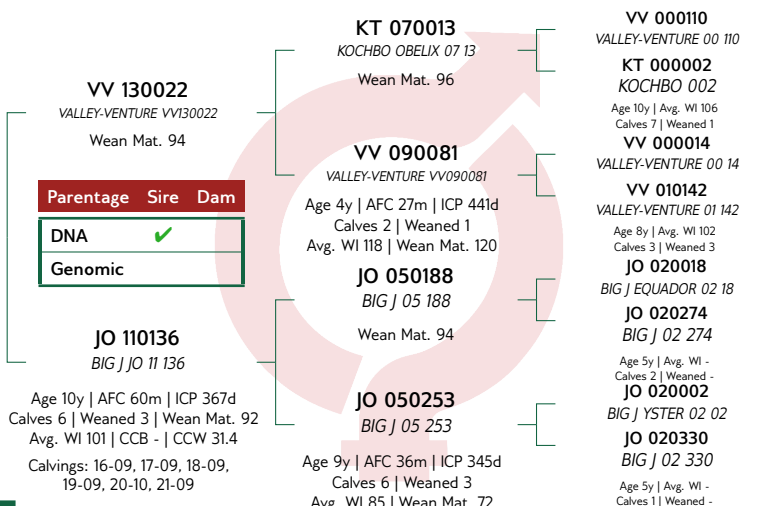 VV 130022
VALLEY-VENTURE VV130022
Wean Mat. 94
Parentage Sire Dam
DNA ✔
Genomic
JO 110136
BIG J JO 11 136
Age 10y | AFC 60m | ICP 367d
Calves 6 | Weaned 3 | Wean Mat. 92
Avg. WI 101 | CCB - | CCW 31.4
Calvings: 16-09, 17-09, 18-09,
19-09, 20-10, 21-09
KT 070013
KOCHBO OBELIX 07 13
Wean Mat. 96
VV 090081
VALLEY-VENTURE VV090081
Age 4y | AFC 27m | ICP 441d
Calves 2 | Weaned 1
Avg. WI 118 | Wean Mat. 120
JO 050188
BIG J 05 188
Wean Mat. 94
JO 050253
BIG J 05 253
Age 9y | AFC 36m | ICP 345d
Calves 6 | Weaned 3
Avg. WI 85 | Wean Mat. 72
VV 000110
VALLEY-VENTURE 00 110
KT 000002
KOCHBO 002
Age 10y | Avg. WI 106
Calves 7 | Weaned 1
VV 000014
VALLEY-VENTURE 00 14
VV 010142
VALLEY-VENTURE 01 142
Age 8y | Avg. WI 102
Calves 3 | Weaned 3
JO 020018
BIG J EQUADOR 02 18
JO 020274
BIG J 02 274
Age 5y | Avg. WI -
Calves 2 | Weaned -
JO 020002
BIG J YSTER 02 02
JO 020330
BIG J 02 330
Age 5y | Avg. WI -
Calves 1 | Weaned -